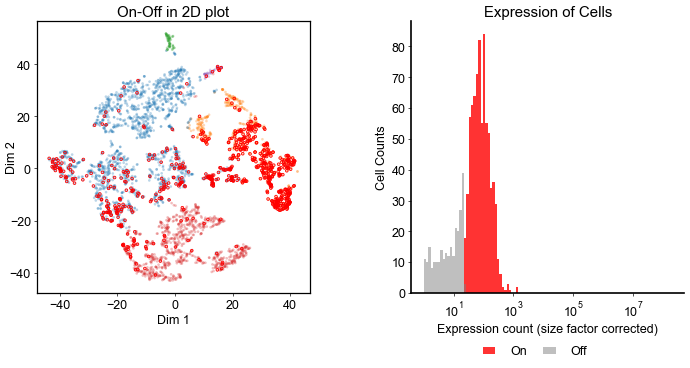 On-Off in 2D plot
40
20
0
−20
−40
−40 −20 0 20 40
Dim 2
Dim 1
Expression of Cells
80
70
60
50
40
30
20
10
0
Cell Counts
10^1 10^3 10^5 10^7
Expression count (size factor corrected)
On Off